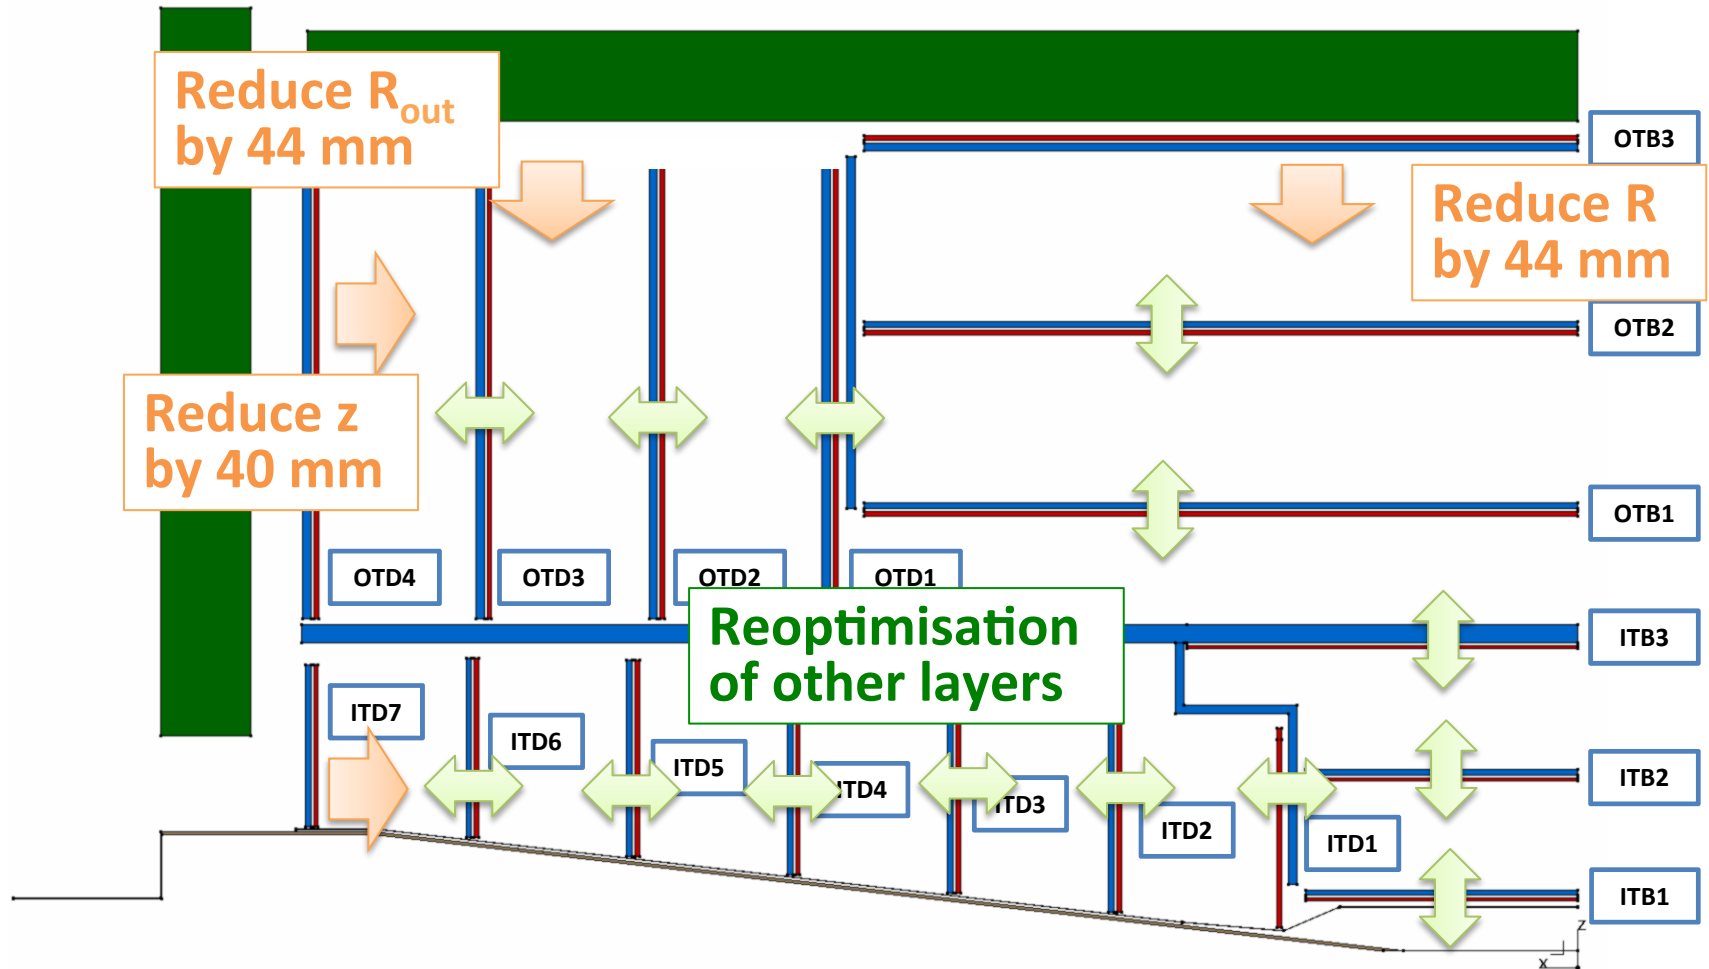 Reduce Rout
by 44 mm
OTB3
Reduce R
by 44 mm
OTB2
Reduce z
by 40 mm
OTB1
OTD4
OTD3
OTD2
OTD1
Reoptimisation
of other layers
ITB3
ITD7
ITD6
ITD5
ITD4
ITD3
ITD2
ITD1
ITB2
ITB1
Z
X